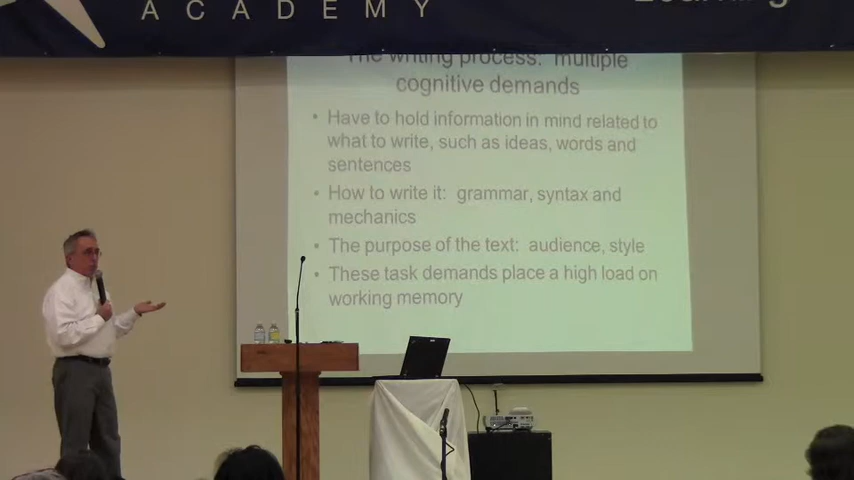 ACADEMY
Learning
The writing process: multiple
cognitive demands
• Have to hold information in mind related to
what to write, such as ideas, words and
sentences
• How to write it: grammar, syntax and
mechanics
• The purpose of the text: audience, style
• These task demands place a high load on
working memory